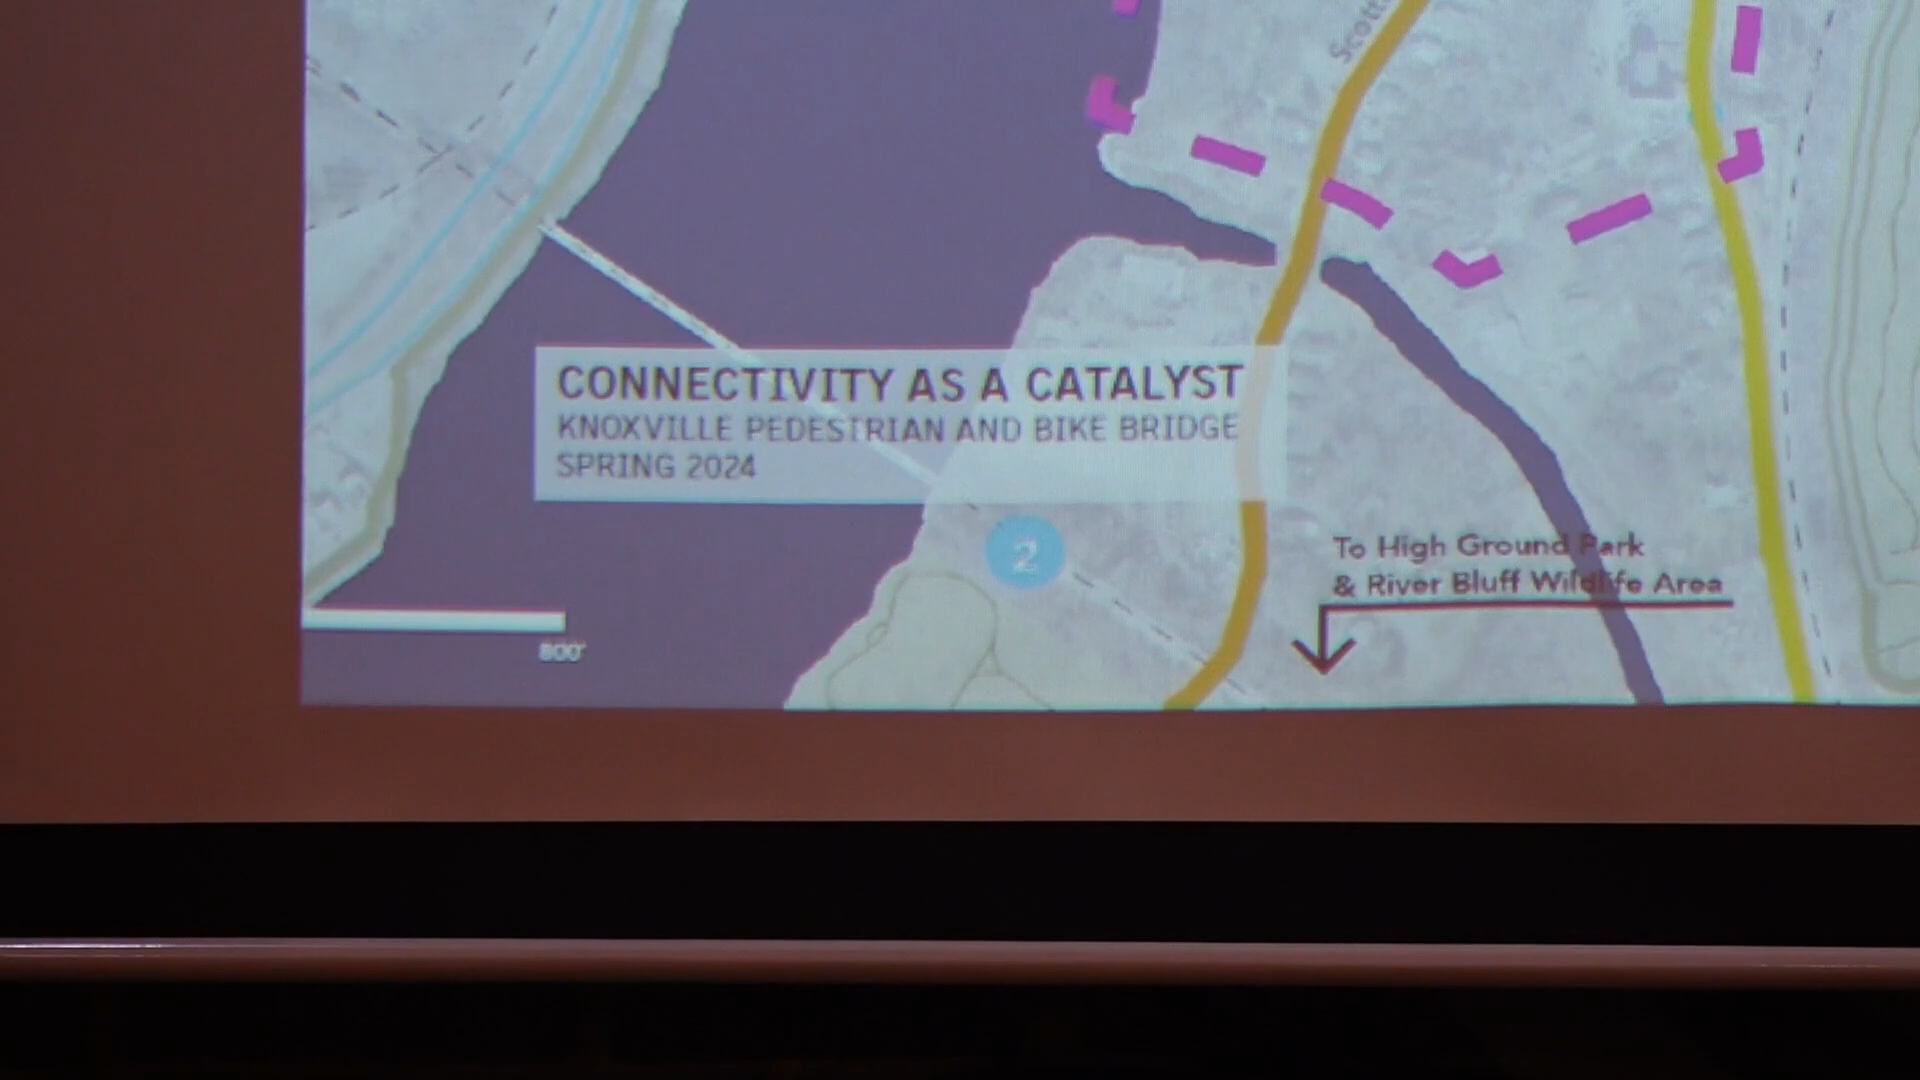 Scott
CONNECTIVITY AS A CATALYST
KNOXVILLE PEDESTRIAN AND BIKE BRIDGE
SPRING 2024
2
To High Ground Park
& River Bluff Wildlife Area
800'